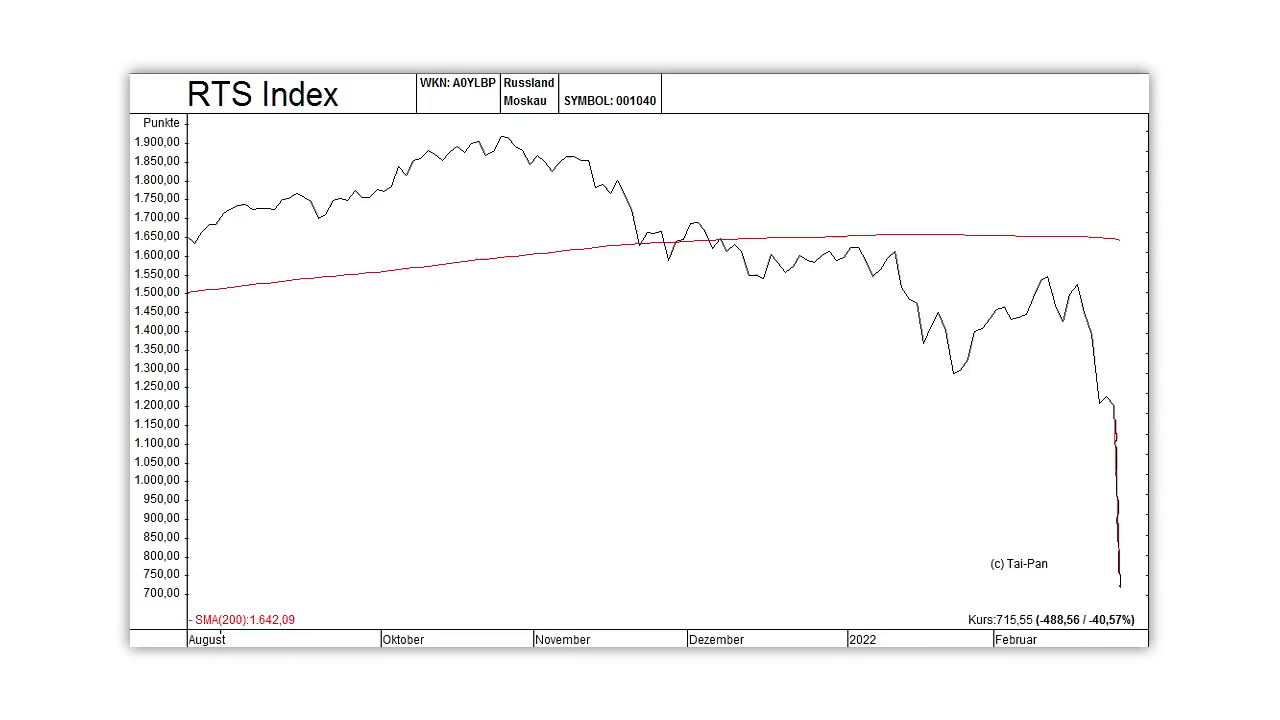 RTS Index
WKN: A0YLBP
Russland
Moskau
SYMBOL: 001040
Punkte
1.900,00
1.850,00
1.800,00
1.750,00
1.700,00
1.650,00
1.600,00
1.550,00
1.500,00
1.450,00
1.400,00
1.350,00
1.300,00
1.250,00
1.200,00
1.150,00
1.100,00
1.050,00
1.000,00
950,00
900,00
850,00
800,00
750,00
700,00
(c) Tai-Pan
- SMA(200):1.642,09
Kurs:715,55 (-488,56 / -40,57%)
August
Oktober
November
Dezember
2022
Februar